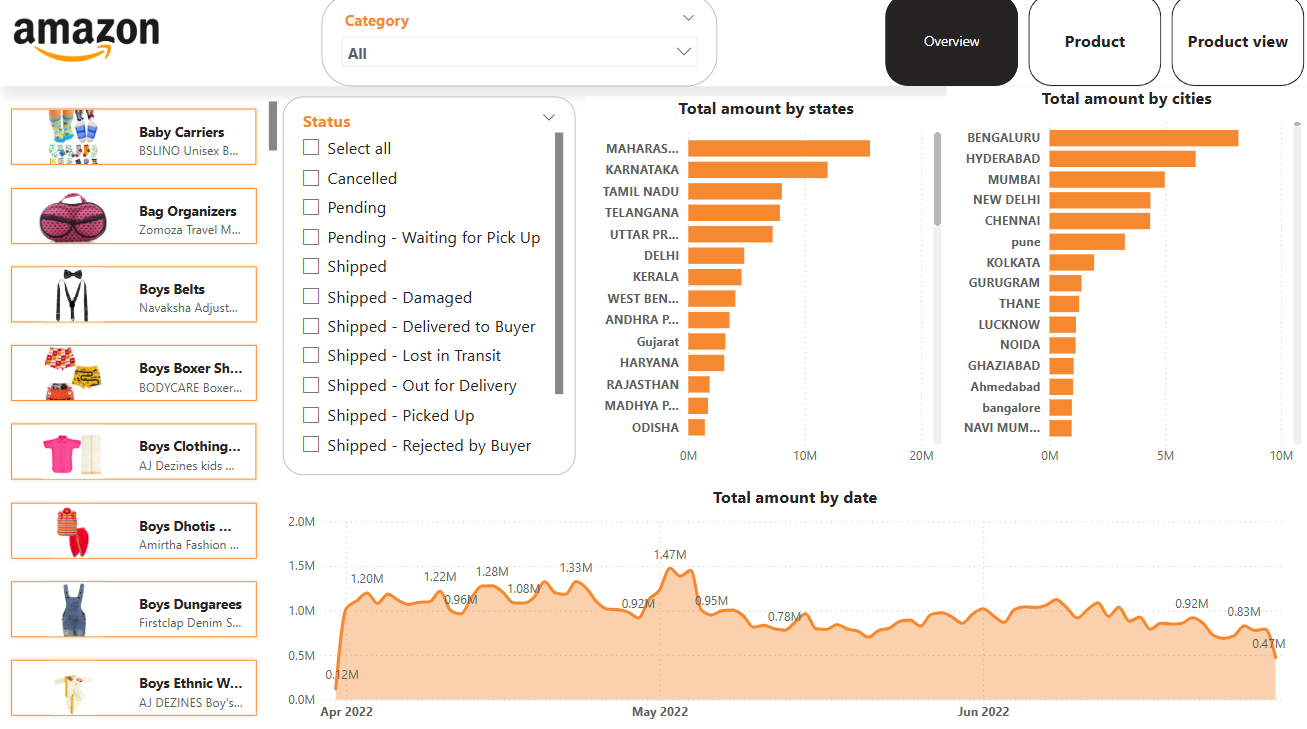 amazon
Category
All
Overview
Product
Product view
Baby Carriers
BSLINO Unisex B...
Bag Organizers
Zomoza Travel M...
Boys Belts
Navaksha Adjust...
Boys Boxer Sh...
BODYCARE Boxer...
Boys Clothing...
AJ Dezines kids ...
Boys Dhotis ...
Amirtha Fashion ...
Boys Dungarees
Firstclap Denim S...
Boys Ethnic W...
AJ DEZINES Boy's...
Status
Select all
Cancelled
Pending
Pending - Waiting for Pick Up
Shipped
Shipped - Damaged
Shipped - Delivered to Buyer
Shipped - Lost in Transit
Shipped - Out for Delivery
Shipped - Picked Up
Shipped - Rejected by Buyer
Total amount by states
MAHARAS...
KARNATAKA
TAMIL NADU
TELANGANA
UTTAR PR...
DELHI
KERALA
WEST BEN...
ANDHRA P...
Gujarat
HARYANA
RAJASTHAN
MADHYA P...
ODISHA
0M 10M 20M
Total amount by cities
BENGALURU
HYDERABAD
MUMBAI
NEW DELHI
CHENNAI
pune
KOLKATA
GURUGRAM
THANE
LUCKNOW
NOIDA
GHAZIABAD
Ahmedabad
bangalore
NAVI MUM...
0M 5M 10M
Total amount by date
2.0M
1.5M
1.0M
0.5M
0.0M
0.12M
1.20M
1.22M
0.96M
1.28M
1.08M
1.33M
0.92M
1.47M
0.95M
0.78M
0.92M
0.83M
0.47M
Apr 2022 May 2022 Jun 2022